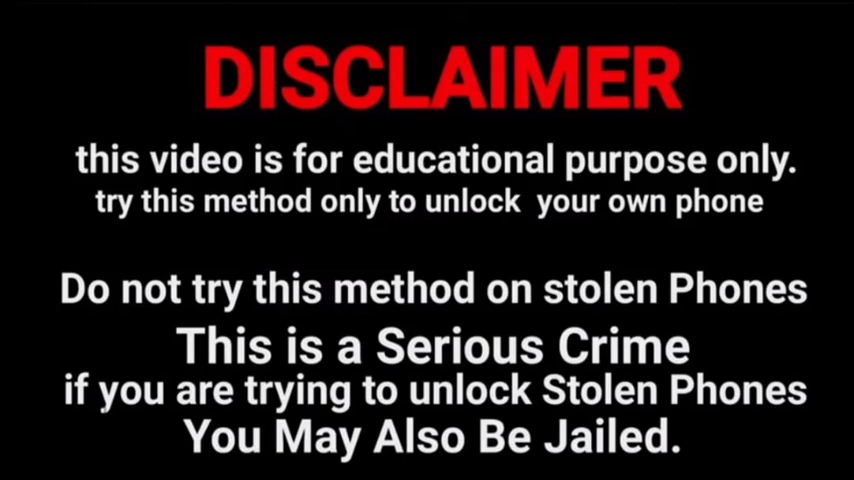 DISCLAIMER
this video is for educational purpose only.
try this method only to unlock your own phone
Do not try this method on stolen Phones
This is a Serious Crime
if you are trying to unlock Stolen Phones
You May Also Be Jailed.